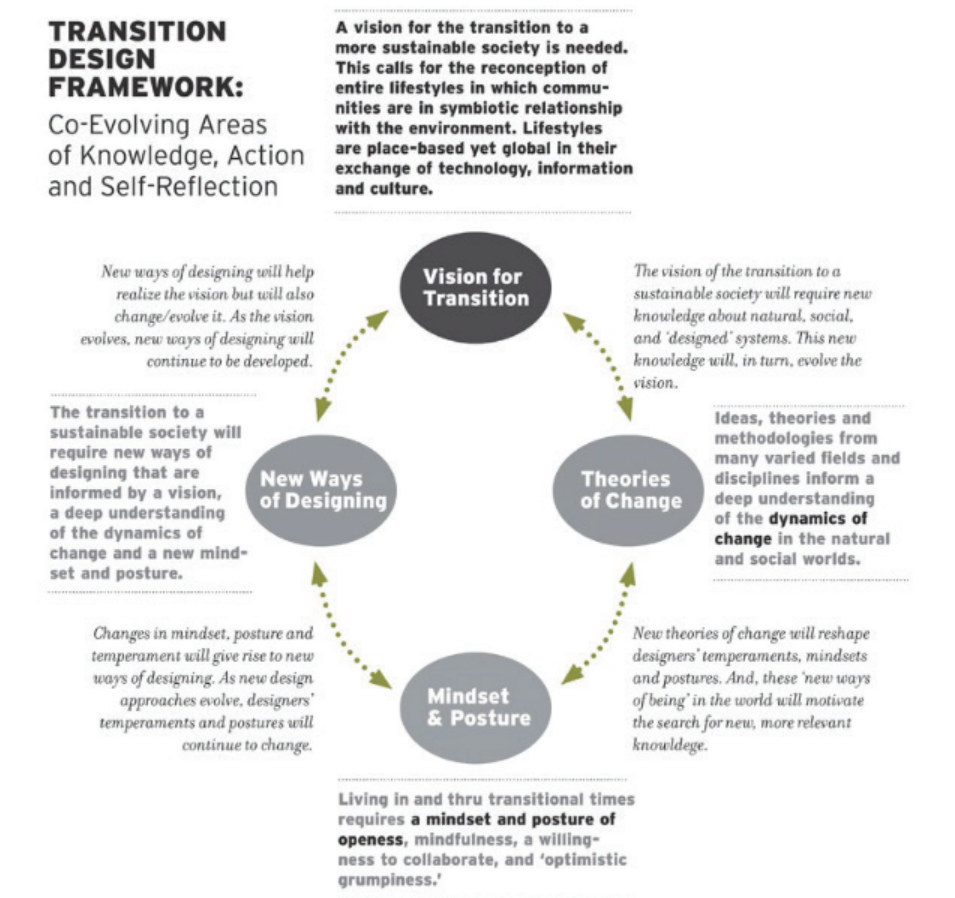 TRANSITION
DESIGN
FRAMEWORK:
Co-Evolving Areas
of Knowledge, Action
and Self-Reflection
A vision for the transition to a
more sustainable society is needed.
This calls for the reconception of
entire lifestyles in which commu-
nities are in symbiotic relationship
with the environment. Lifestyles
are place-based yet global in their
exchange of technology, information
and culture.
Vision for
Transition
New ways of designing will help
realize the vision but will also
change/evolve it. As the vision
evolves, new ways of designing will
continue to be developed.
The vision of the transition to a
sustainable society will require new
knowledge about natural, social,
and 'designed' systems. This new
knowledge will, in turn, evolve the
vision.
The transition to a
sustainable society will
require new ways of
designing that are
informed by a vision,
a deep understanding
of the dynamics of
change and a new mind-
set and posture.
New Ways
of Designing
Theories
of Change
Ideas, theories and
methodologies from
many varied fields and
disciplines inform a
deep understanding
of the dynamics of
change in the natural
and social worlds.
Changes in mindset, posture and
temperament will give rise to new
ways of designing. As new design
approaches evolve, designers'
temperaments and postures will
continue to change.
New theories of change will reshape
designers' temperaments, mindsets
and postures. And, these 'new ways
of being' in the world will motivate
the search for new, more relevant
knowldege.
Mindset
& Posture
Living in and thru transitional times
requires a mindset and posture of
openess, mindfulness, a willing-
ness to collaborate, and 'optimistic
grumpiness.'